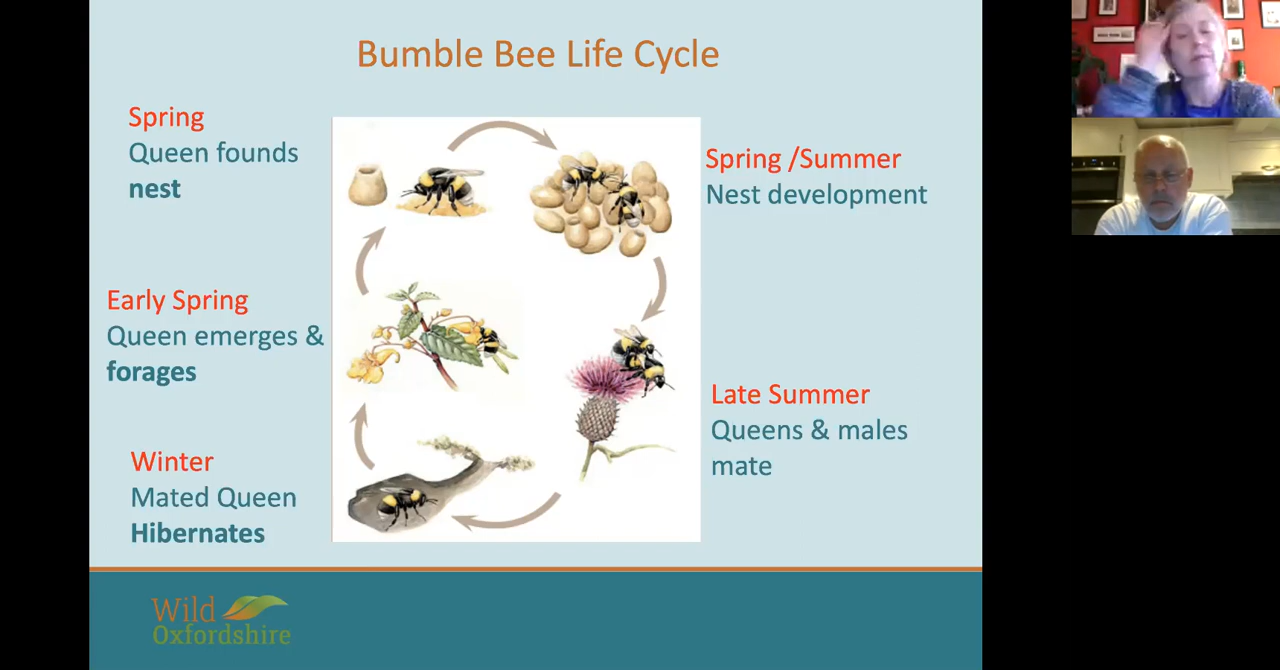 Bumble Bee Life Cycle
Spring
Queen founds
nest
Spring /Summer
Nest development
Early Spring
Queen emerges &
forages
Late Summer
Queens & males
mate
Winter
Mated Queen
Hibernates
Wild
Oxfordshire